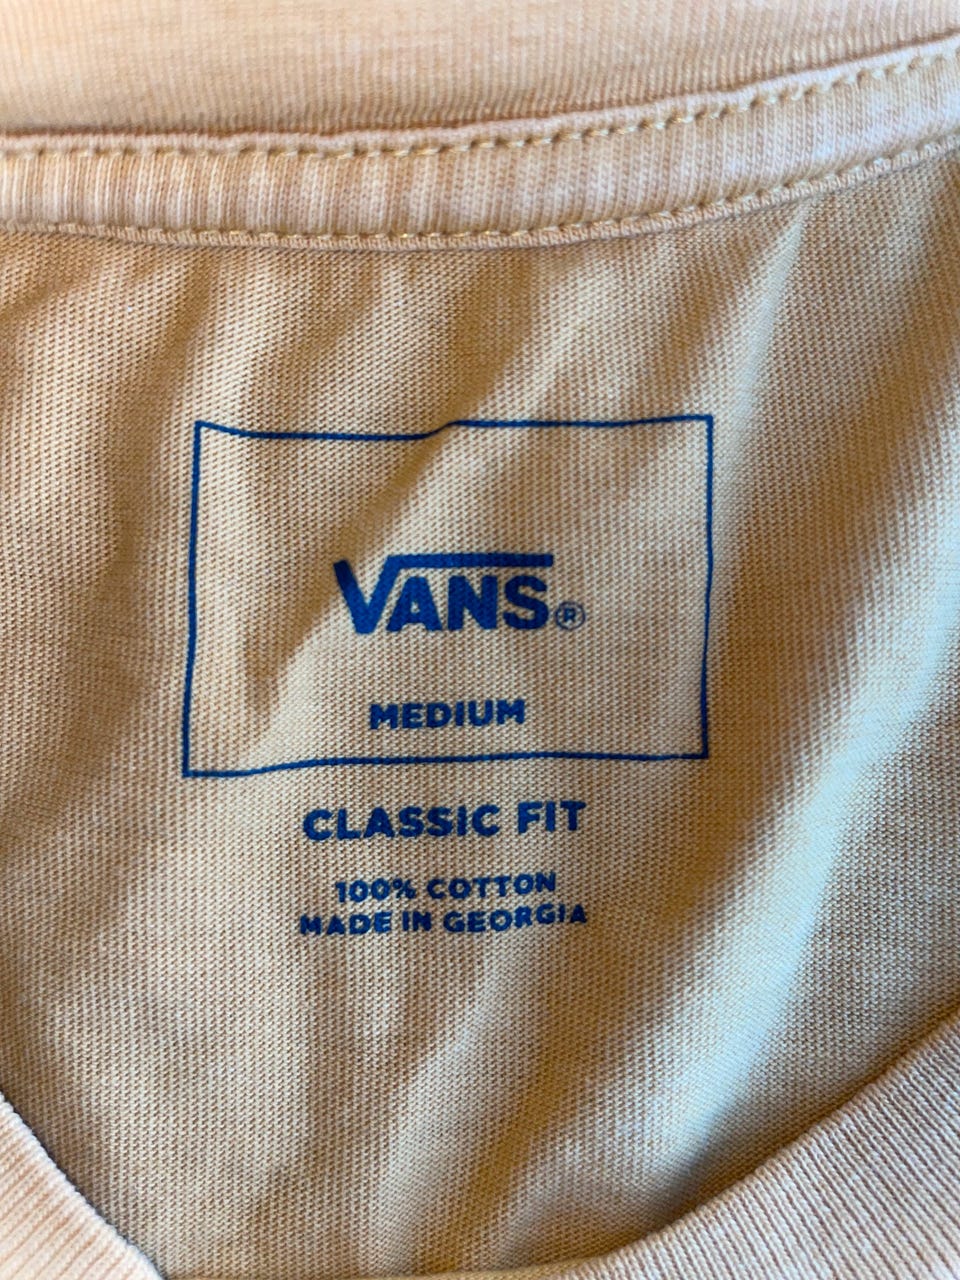 VANS®
MEDIUM
CLASSIC FIT
100% COTTON
MADE IN GEORGIA